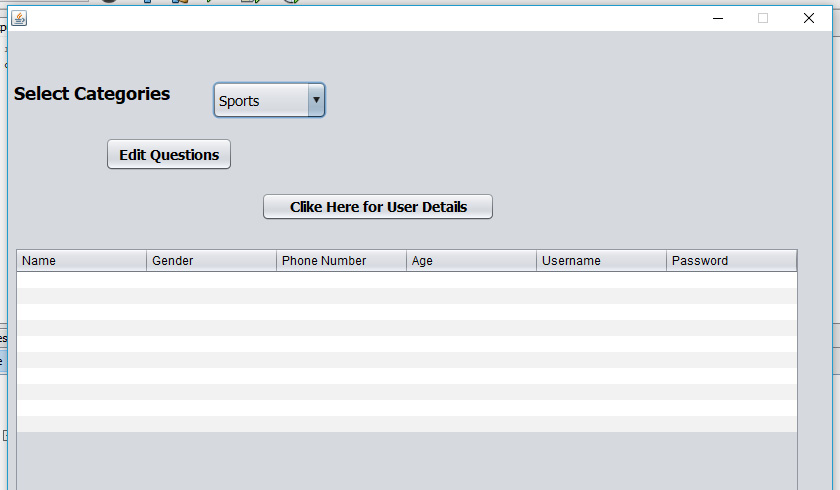 Select Categories
Sports
Edit Questions
Clike Here for User Details
Name Gender Phone Number Age Username Password